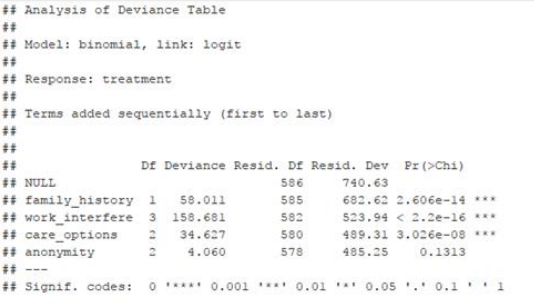 ## Analysis of Deviance Table
##
## Model: binomial, link: logit
##
## Response: treatment
##
## Terms added sequentially (first to last)
##
##
##                Df Deviance Resid. Df Resid. Dev  Pr(>Chi)
## NULL                             586     740.63
## family_history  1   58.011       585     682.62 2.606e-14 ***
## work_interfere  3  158.681       582     523.94 < 2.2e-16 ***
## care_options    2   34.627       580     489.31 3.026e-08 ***
## anonymity       2    4.060       578     485.25    0.1313
## ---
## Signif. codes:  0 '***' 0.001 '**' 0.01 '*' 0.05 '.' 0.1 ' ' 1